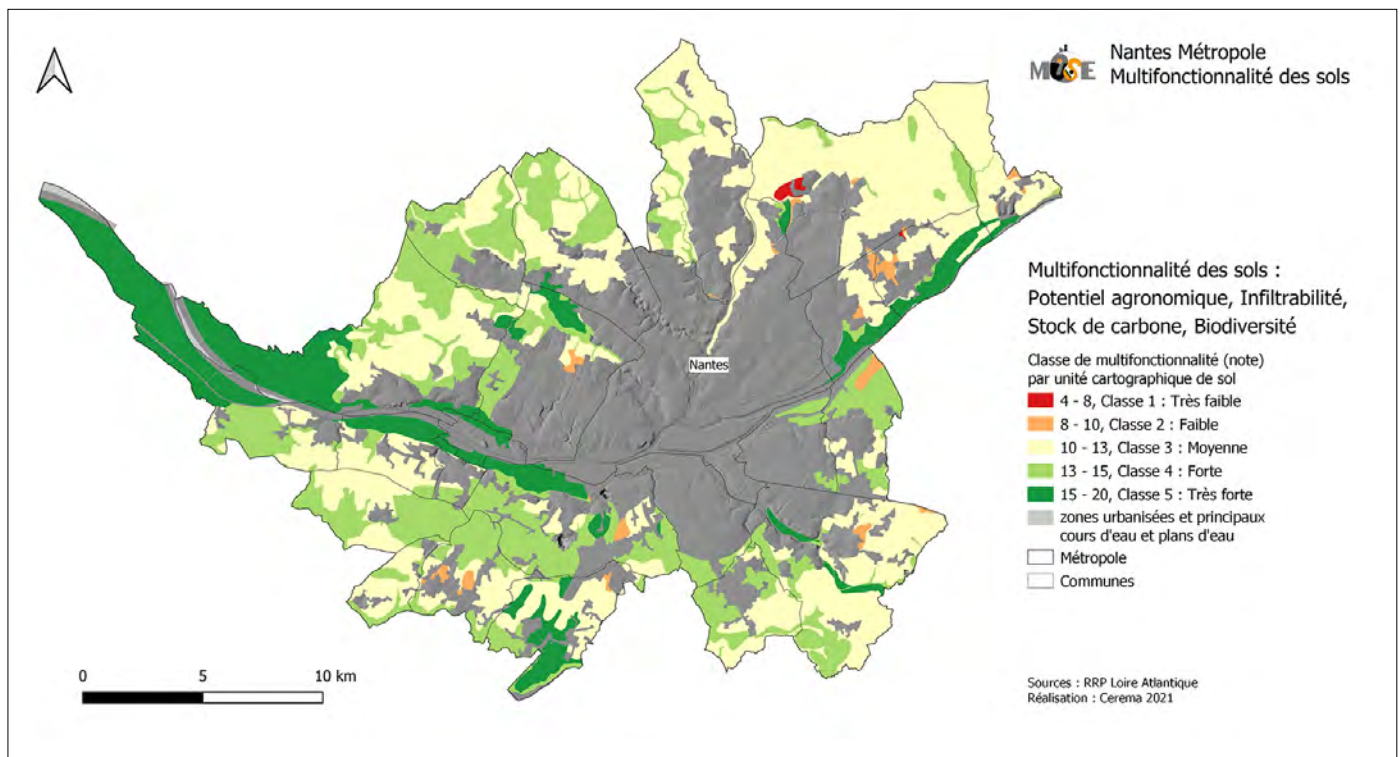 MUSE
Nantes Métropole
Multifonctionnalité des sols
Nantes
Multifonctionnalité des sols :
Potentiel agronomique, Infiltrabilité,
Stock de carbone, Biodiversité
Classe de multifonctionnalité (note)
par unité cartographique de sol
4 - 8, Classe 1 : Très faible
8 - 10, Classe 2 : Faible
10 - 13, Classe 3 : Moyenne
13 - 15, Classe 4 : Forte
15 - 20, Classe 5 : Très forte
zones urbanisées et principaux
cours d'eau et plans d'eau
Métropole
Communes
0 5 10 km
Sources : RRP Loire Atlantique
Réalisation : Cerema 2021